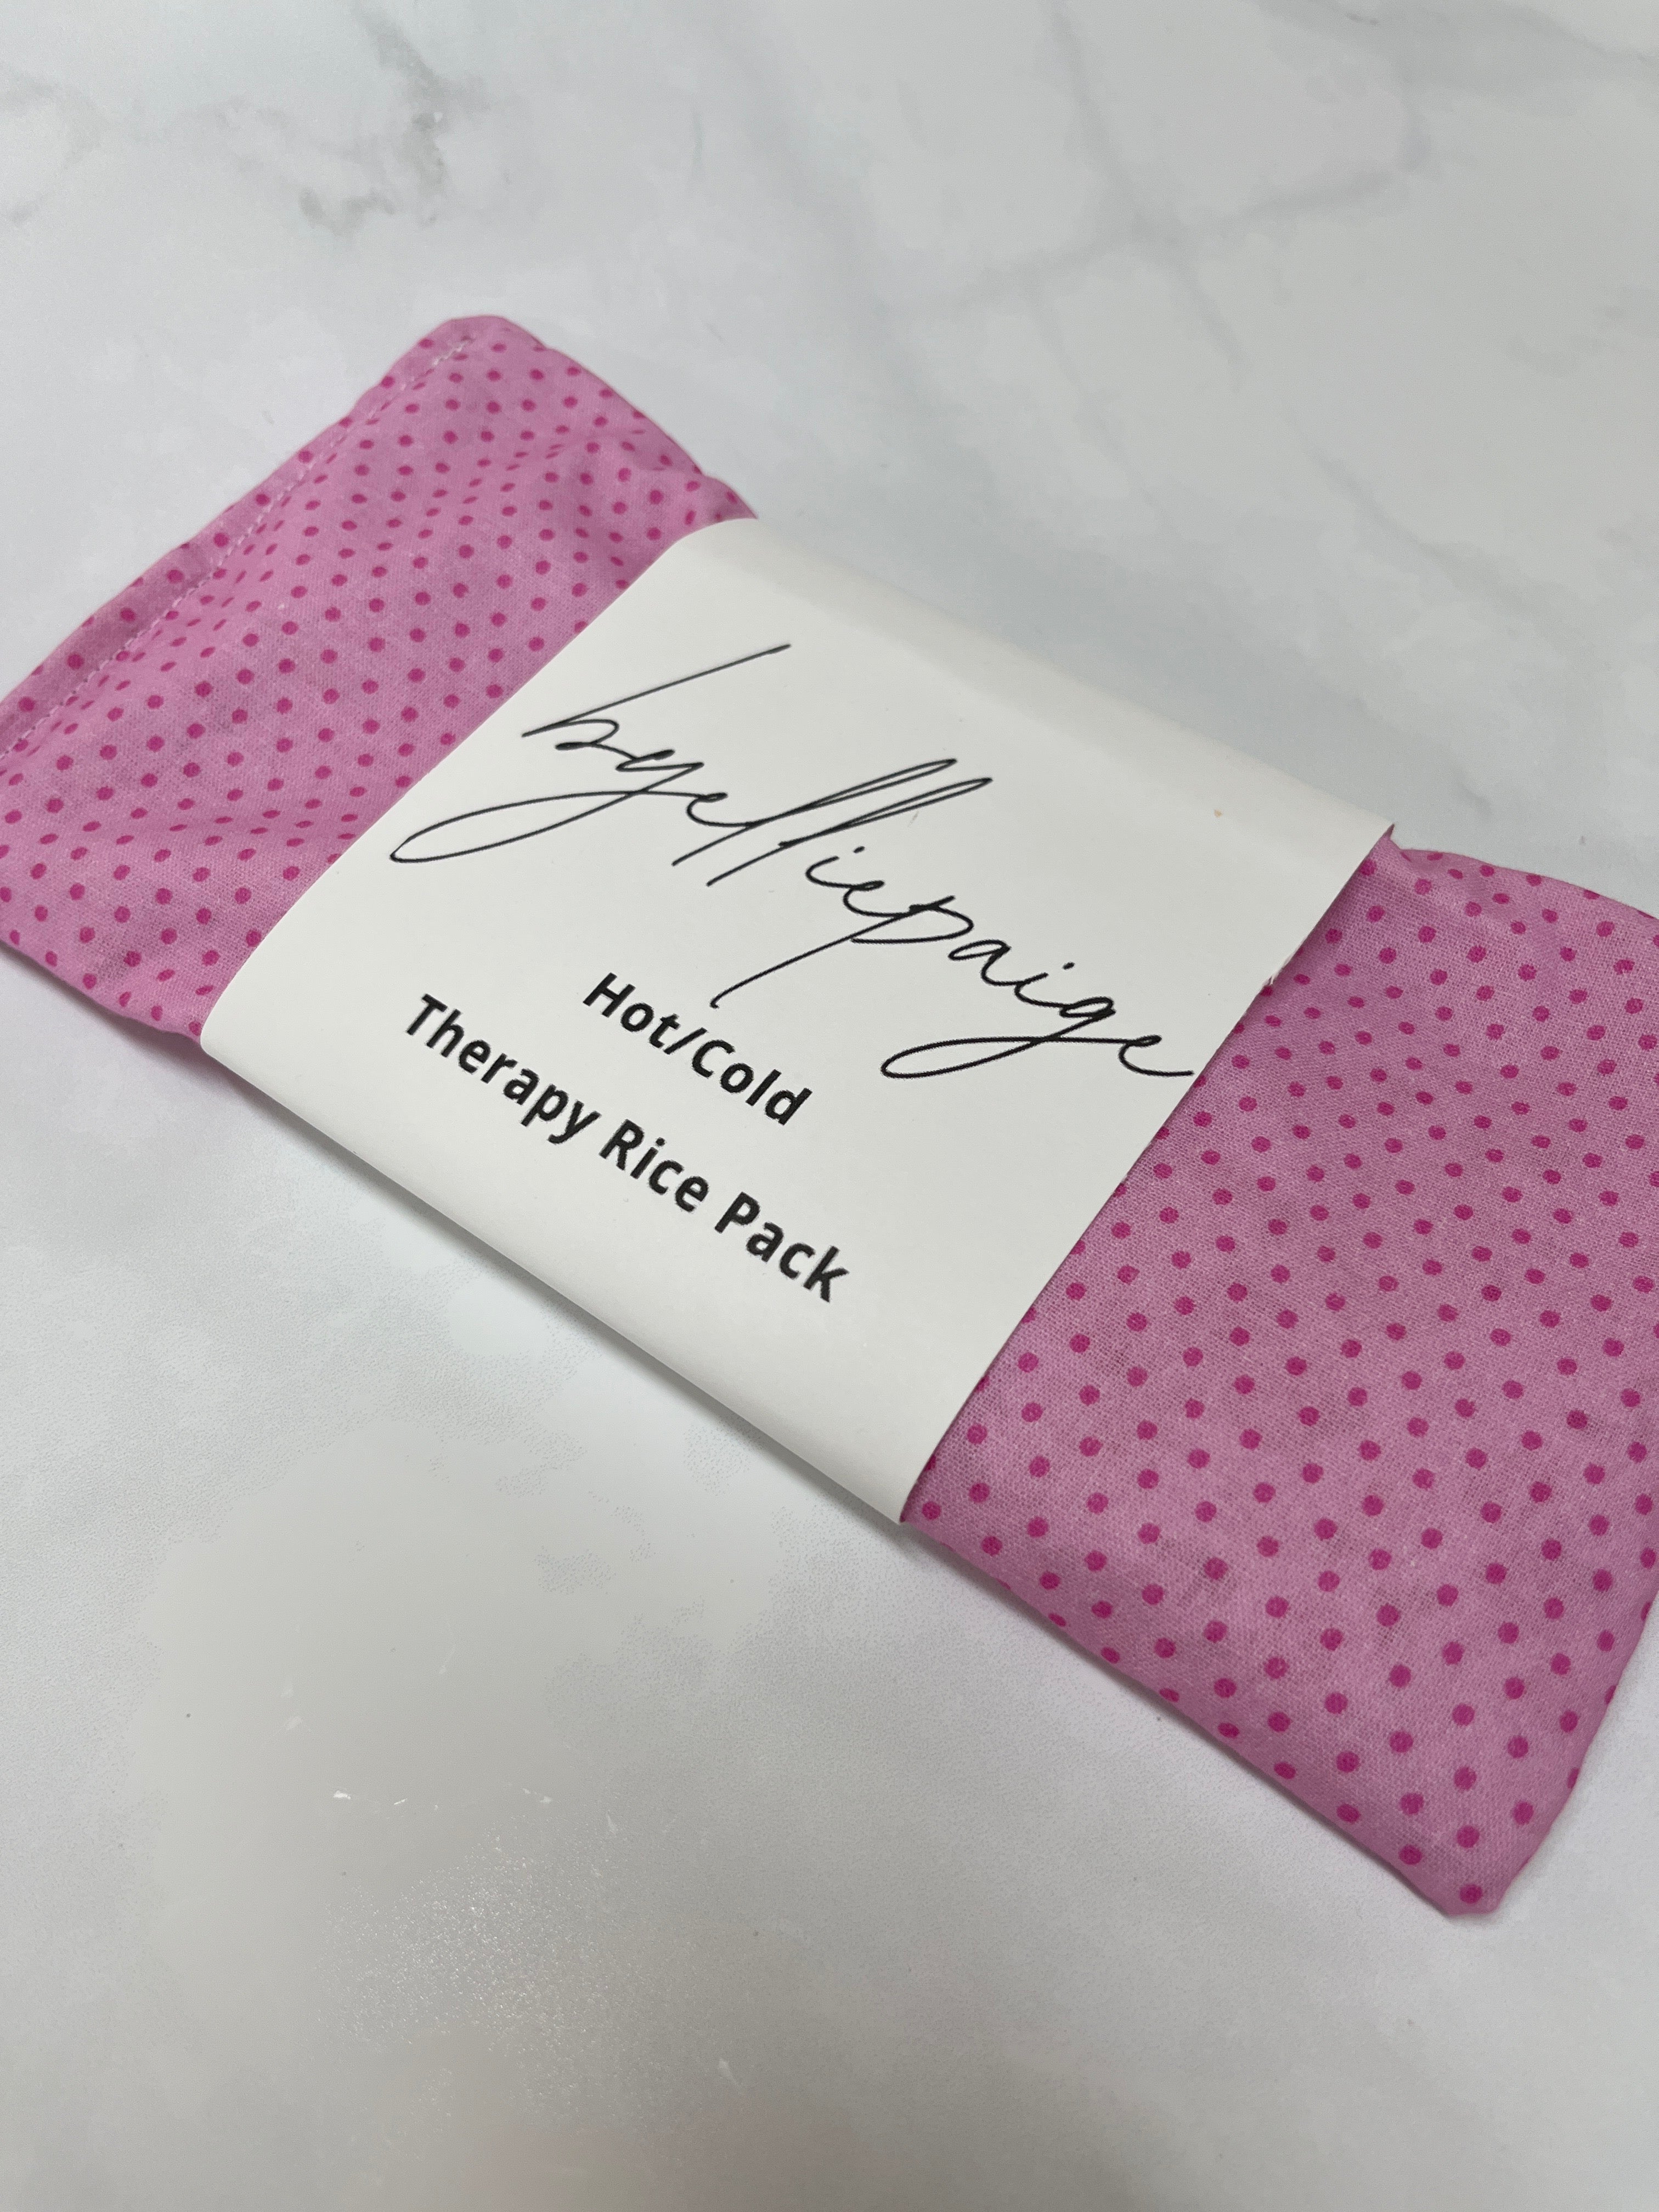 byelliepaige
Hot/Cold
Therapy Rice Pack